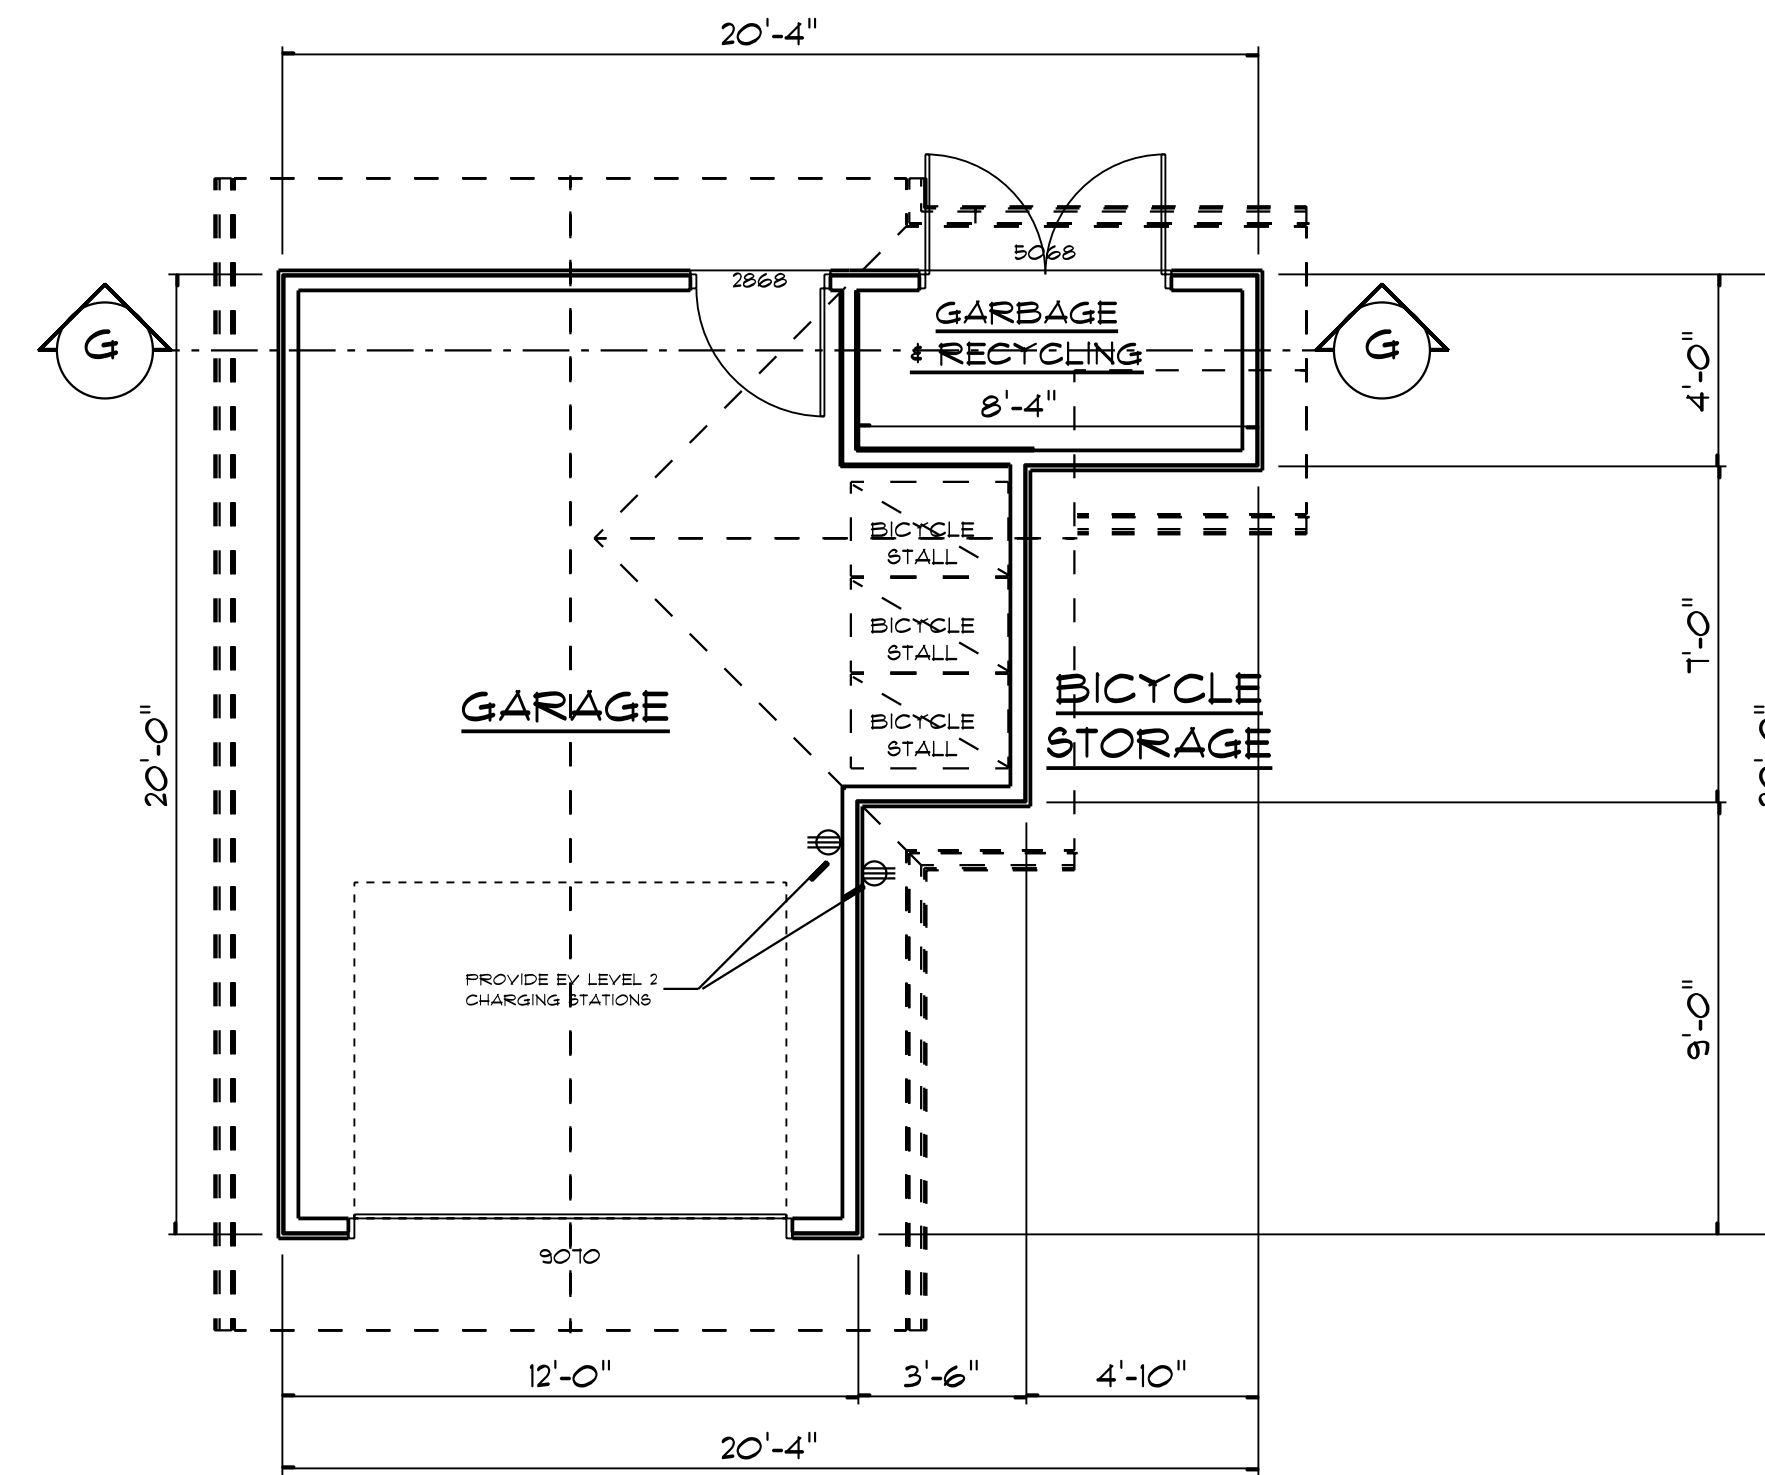 20'-4"
5068
2868
GARBAGE
& RECYCLING
G
G
8'-4"
4'-0"
BICYCLE
STALL
BICYCLE
STALL
BICYCLE
STALL
7'-0"
GARAGE
BICYCLE
STORAGE
20'-0"
PROVIDE EV LEVEL 2
CHARGING STATIONS
9'-0"
9070
12'-0"
3'-6"
4'-10"
20'-4"